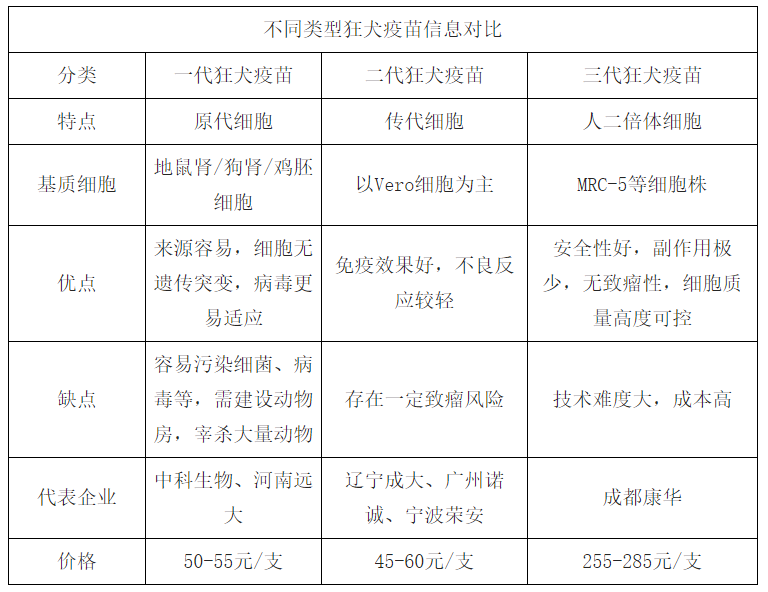 不同类型狂犬疫苗信息对比
分类 一代狂犬疫苗 二代狂犬疫苗 三代狂犬疫苗
特点 原代细胞 传代细胞 人二倍体细胞
基质细胞 地鼠肾/狗肾/鸡胚
细胞 以Vero细胞为主 MRC-5等细胞株
优点 来源容易，细胞无
遗传突变，病毒更
易适应 免疫效果好，不良反
应较轻 安全性好，副作用极
少，无致瘤性，细胞质
量高度可控
缺点 容易污染细菌、病
毒等，需建设动物
房，宰杀大量动物 存在一定致瘤风险 技术难度大，成本高
代表企业 中科生物、河南远
大 辽宁成大、广州诺
诚、宁波荣安 成都康华
价格 50-55元/支 45-60元/支 255-285元/支